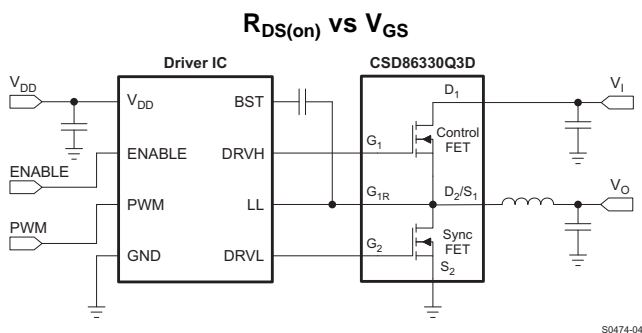 RDS(on) vs VGS
Driver IC
CSD86330Q3D
VDD
VDD
BST
D1
VI
Control
FET
ENABLE
ENABLE
DRVH
G1
PWM
PWM
LL
G1R
D2/S1
VO
GND
DRVL
G2
Sync
FET
S2
S0474-04